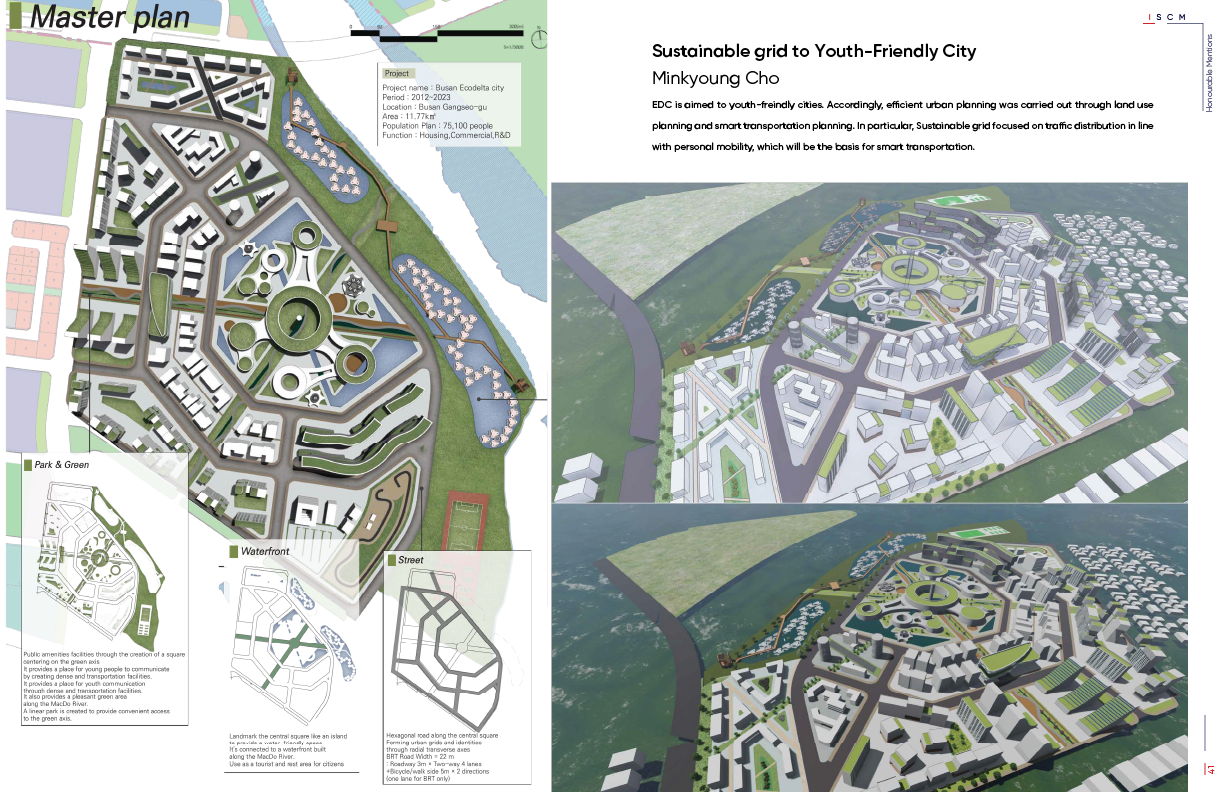 Master plan
0
300m
S=1:5000
N
Project
Project name : Busan Ecodelta city
Period : 2012~2023
Location : Busan Gangseo-gu
Area : 11.77㎢
Population Plan : 75,100 people
Function : Housing,Commercial,R&D
Park & Green
Public amenities facilities through the creation of a square
centering on the green axis
It provides a place for young people to communicate
by creating dense and transportation facilities.
It provides a place for youth communication
through dense and transportation facilities.
It also provides a pleasant green area
along the MacDo River.
A linear park is created to provide convenient access
to the green axis.
Waterfront
Landmark the central square like an island
to provide a water-friendly space
It's connected to a waterfront built
along the MacDo River.
Use as a tourist and rest area for citizens
Street
Hexagonal road along the central square
Forming urban grids and identities
through radial transverse axes
BRT Road Width = 22 m
: Roadway 3m × Two-way 4 lanes
+Bicycle/walk side 5m × 2 directions
(one lane for BRT only)
I S C M
Honourable Mentions
Sustainable grid to Youth-Friendly City
Minkyoung Cho
EDC is aimed to youth-freindly cities. Accordingly, efficient urban planning was carried out through land use
planning and smart transportation planning. In particular, Sustainable grid focused on traffic distribution in line
with personal mobility, which will be the basis for smart transportation.
41